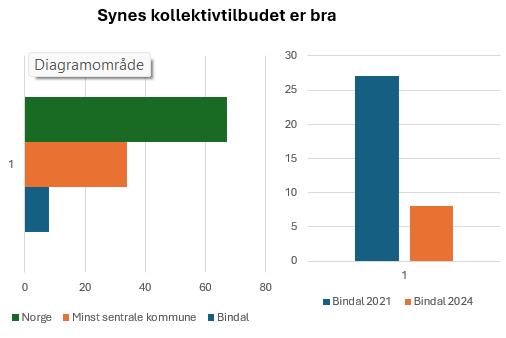 Synes kollektivtilbudet er bra
Diagramområde
1
0 20 40 60 80
Norge Minst sentrale kommune Bindal
30
25
20
15
10
5
0
1
Bindal 2021 Bindal 2024